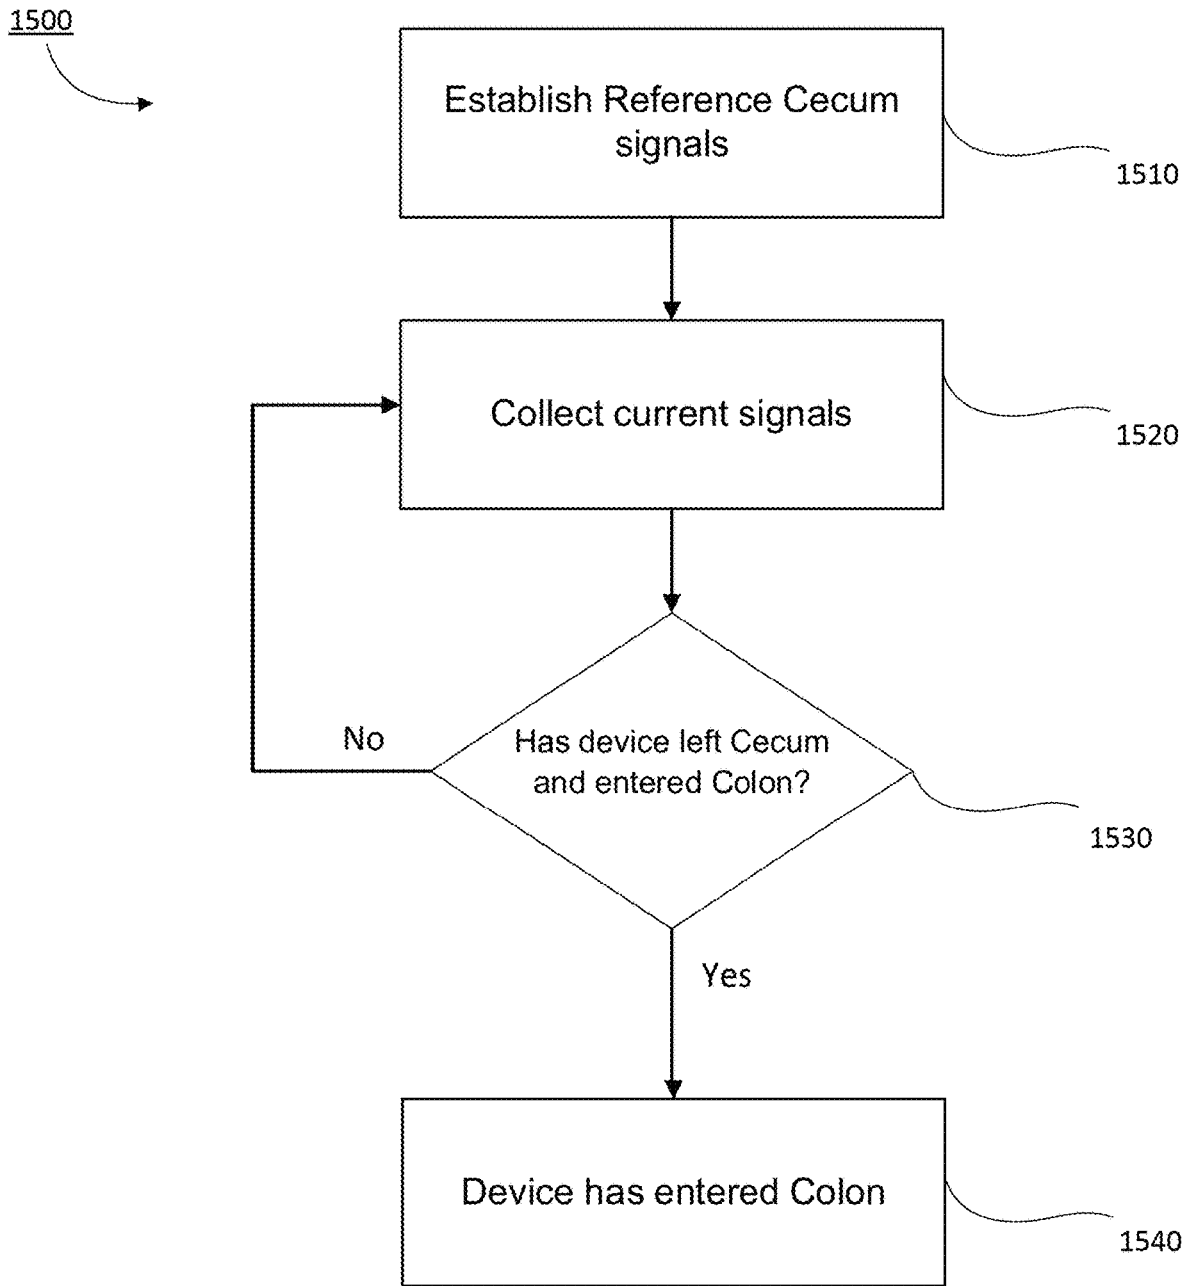 1500
Establish Reference Cecum
signals
1510
Collect current signals
1520
No
Has device left Cecum
and entered Colon?
1530
Yes
Device has entered Colon
1540